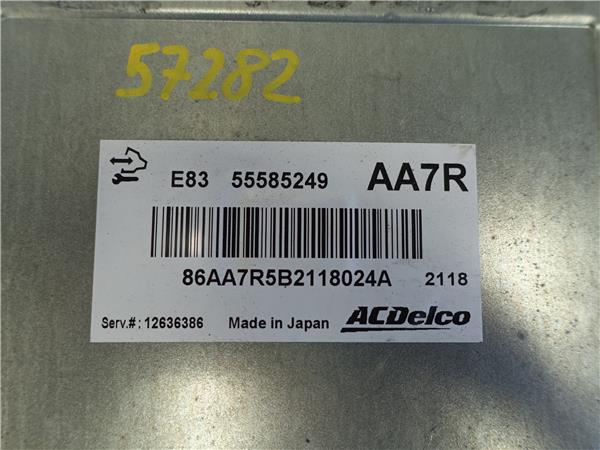 57282
E83 55585249 AA7R
86AA7R5B2118024A 2118
Serv.#: 12636386 Made in Japan ACDelco